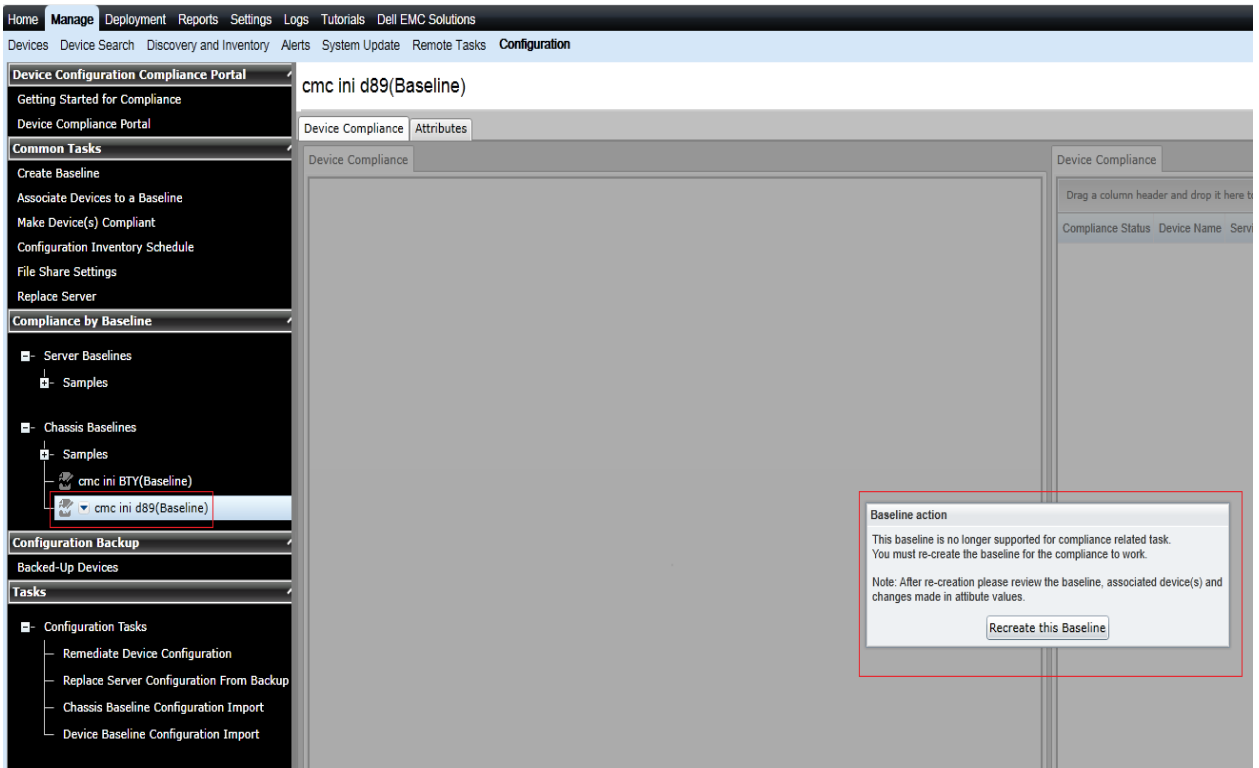 Home Manage Deployment Reports Settings Logs Tutorials Dell EMC Solutions
Devices Device Search Discovery and Inventory Alerts System Update Remote Tasks Configuration
Device Configuration Compliance Portal
Getting Started for Compliance
Device Compliance Portal
Common Tasks
Create Baseline
Associate Devices to a Baseline
Make Device(s) Compliant
Configuration Inventory Schedule
File Share Settings
Replace Server
Compliance by Baseline
Server Baselines
Samples
Chassis Baselines
Samples
cmc ini BTY(Baseline)
cmc ini d89(Baseline)
Configuration Backup
Backed-Up Devices
Tasks
Configuration Tasks
Remediate Device Configuration
Replace Server Configuration From Backup
Chassis Baseline Configuration Import
Device Baseline Configuration Import
cmc ini d89(Baseline)
Device Compliance Attributes
Device Compliance
Device Compliance
Drag a column header and drop it here to
Compliance Status Device Name Servi
Baseline action
This baseline is no longer supported for compliance related task.
You must re-create the baseline for the compliance to work.
Note: After re-creation please review the baseline, associated device(s) and
changes made in attibute values.
Recreate this Baseline